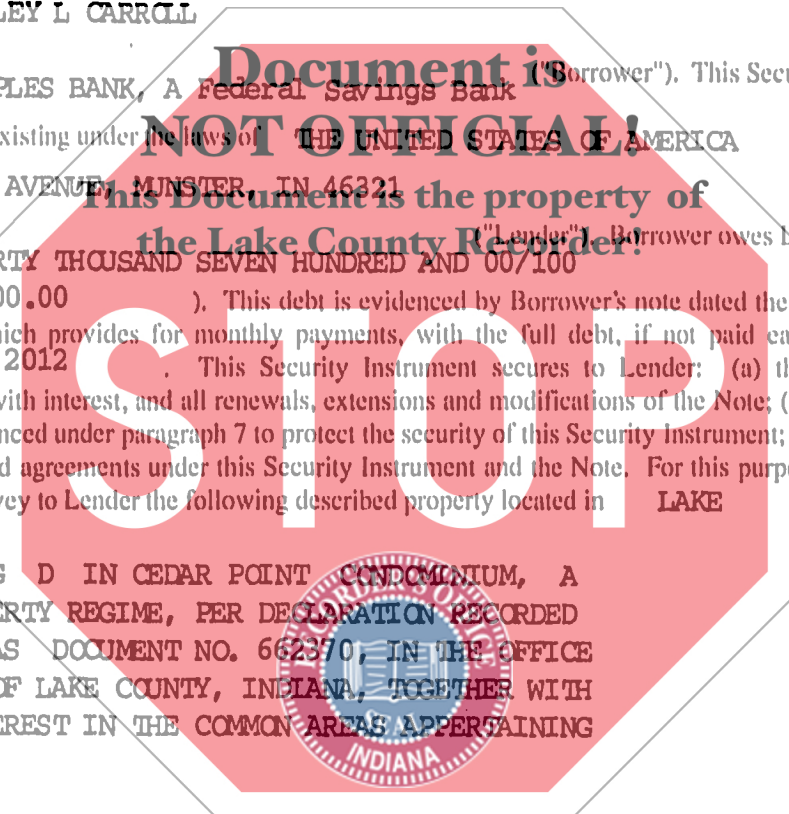 LEY L CARROLL
Document is
("Borrower"). This Secu
PLES BANK, A Federal Savings Bank
xisting under the laws of THE UNITED STATES OF AMERICA
NOT OFFICIAL!
AVENUE, MUNSTER, IN 46321
This Document is the property of
the Lake County Recorder!
("Lender"). Borrower owes L
RTY THOUSAND SEVEN HUNDRED AND 00/100
00.00 ). This debt is evidenced by Borrower's note dated the
hich provides for monthly payments, with the full debt, if not paid ea
2012 . This Security Instrument secures to Lender: (a) th
with interest, and all renewals, extensions and modifications of the Note; (
nced under paragraph 7 to protect the security of this Security Instrument;
d agreements under this Security Instrument and the Note. For this purpo
vey to Lender the following described property located in LAKE
STOP
G D IN CEDAR POINT CONDOMINIUM, A
ERTY REGIME, PER DECLARATION RECORDED
AS DOCUMENT NO. 662370, IN THE OFFICE
OF LAKE COUNTY, INDIANA, TOGETHER WITH
EREST IN THE COMMON AREAS APPERTAINING
RECORDER'S OFFICE
SEAL
INDIANA